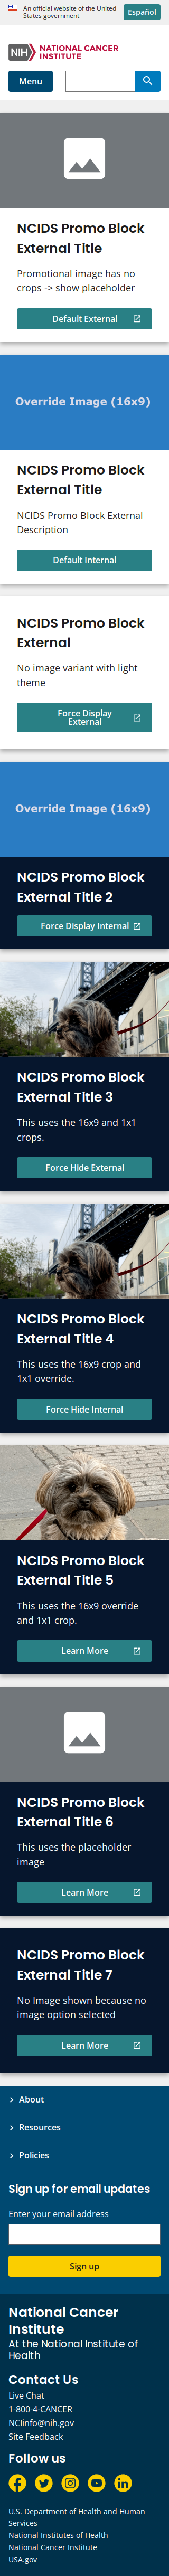 An official website of the United
States government
Español
NIH NATIONAL CANCER
INSTITUTE
Menu
NCIDS Promo Block
External Title
Promotional image has no
crops -> show placeholder
Default External
Override Image (16x9)
NCIDS Promo Block
External Title
NCIDS Promo Block External
Description
Default Internal
NCIDS Promo Block
External
No image variant with light
theme
Force Display
External
Override Image (16x9)
NCIDS Promo Block
External Title 2
Force Display Internal
NCIDS Promo Block
External Title 3
This uses the 16x9 and 1x1
crops.
Force Hide External
NCIDS Promo Block
External Title 4
This uses the 16x9 crop and
1x1 override.
Force Hide Internal
NCIDS Promo Block
External Title 5
This uses the 16x9 override
and 1x1 crop.
Learn More
NCIDS Promo Block
External Title 6
This uses the placeholder
image
Learn More
NCIDS Promo Block
External Title 7
No Image shown because no
image option selected
Learn More
About
Resources
Policies
Sign up for email updates
Enter your email address
Sign up
National Cancer
Institute
At the National Institute of
Health
Contact Us
Live Chat
1-800-4-CANCER
NCIinfo@nih.gov
Site Feedback
Follow us
U.S. Department of Health and Human
Services
National Institutes of Health
National Cancer Institute
USA.gov